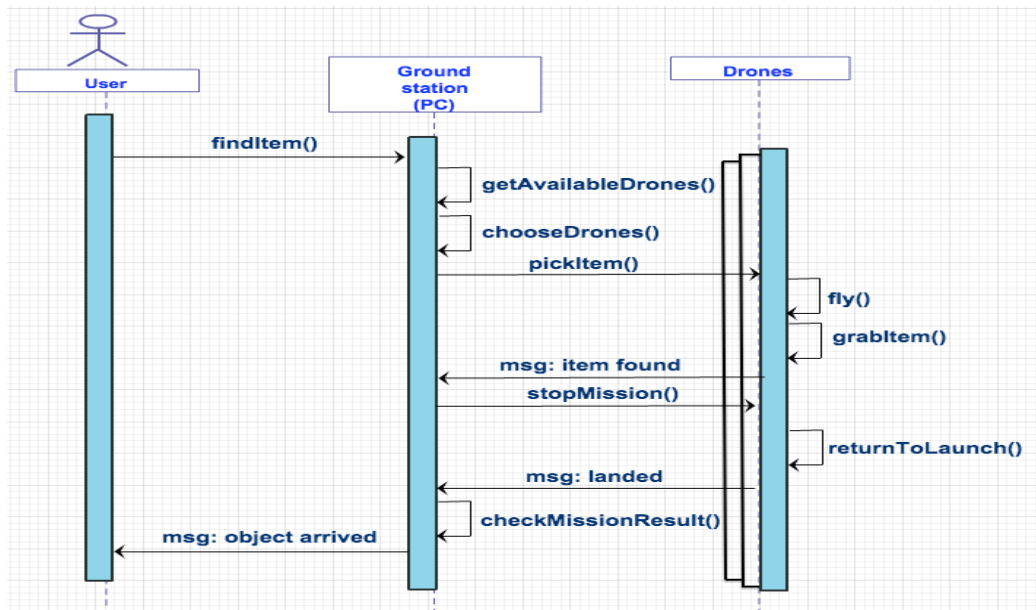 User
Ground
station
(PC)
Drones
findItem()
getAvailableDrones()
chooseDrones()
pickItem()
fly()
grabItem()
msg: item found
stopMission()
returnToLaunch()
msg: landed
checkMissionResult()
msg: object arrived